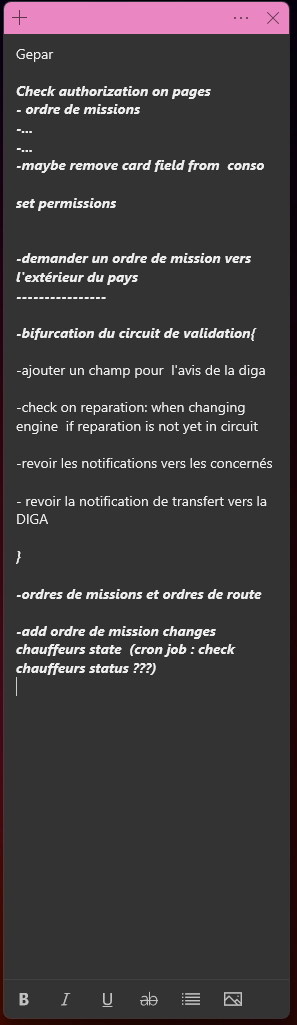 Gepar
Check authorization on pages
- ordre de missions
-...
-...
-maybe remove card field from  conso
set permissions
-demander un ordre de mission vers
l'extérieur du pays
----------------
-bifurcation du circuit de validation{
-ajouter un champ pour  l'avis de la diga
-check on reparation: when changing
engine  if reparation is not yet in circuit
-revoir les notifications vers les concernés
- revoir la notification de transfert vers la
DIGA
}
-ordres de missions et ordres de route
-add ordre de mission changes
chauffeurs state  (cron job : check
chauffeurs status ???)
B I U ab